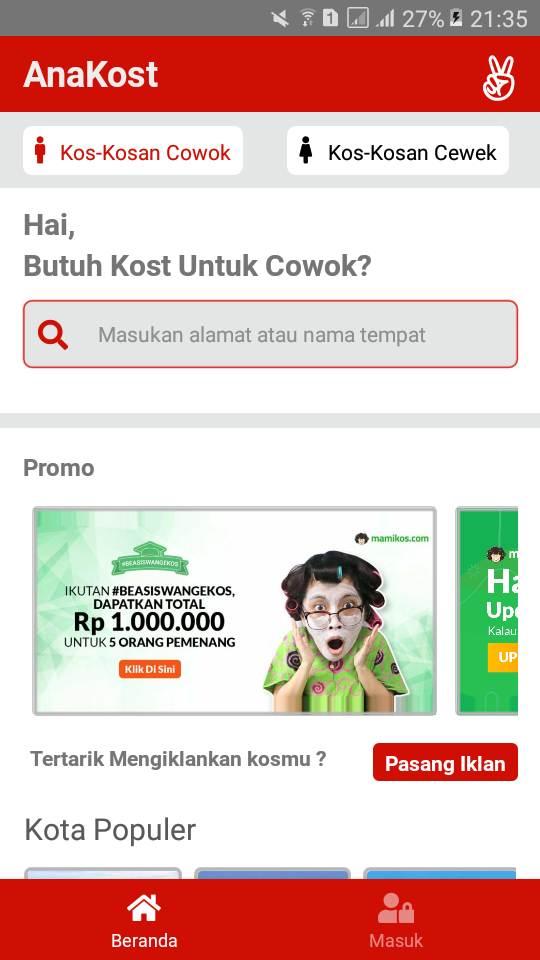 1
27%
21:35
AnaKost
Kos-Kosan Cowok
Kos-Kosan Cewek
Hai,
Butuh Kost Untuk Cowok?
Masukan alamat atau nama tempat
Promo
mamikos.com
#BEASISWANGEKOS
IKUTAN #BEASISWANGEKOS,
DAPATKAN TOTAL
Rp 1.000.000
UNTUK 5 ORANG PEMENANG
Klik Di Sini
m
Ha
Upd
Kalau
UP
Tertarik Mengiklankan kosmu ?
Pasang Iklan
Kota Populer
Beranda
Masuk